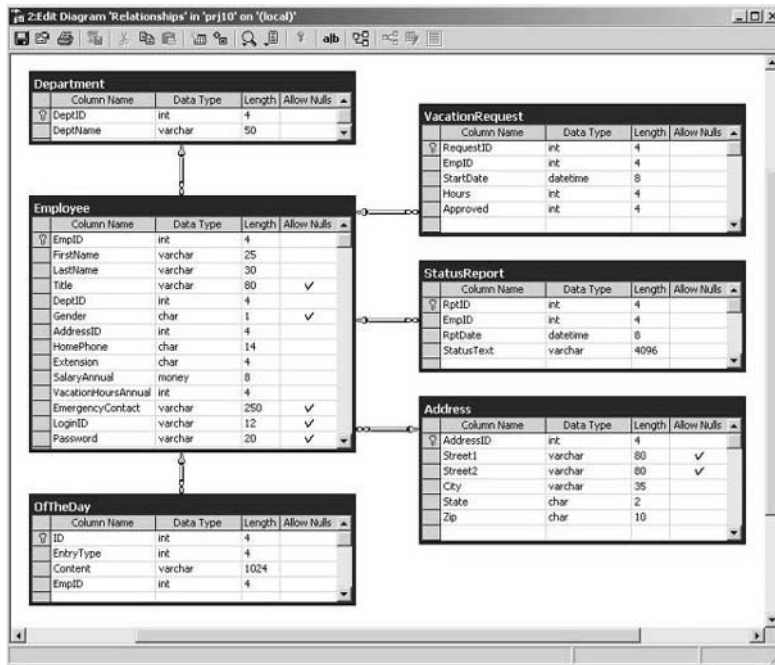 2:Edit Diagram 'Relationships' in 'prj10' on '(local)'
ab
Department
Column Name Data Type Length Allow Nulls
DeptID int 4
DeptName varchar 50
Employee
Column Name Data Type Length Allow Nulls
EmpID int 4
FirstName varchar 25
LastName varchar 30
Title varchar 80
DeptID int 4
Gender char 1
AddressID int 4
HomePhone char 14
Extension char 4
SalaryAnnual money 8
VacationHoursAnnual int 4
EmergencyContact varchar 250
LoginID varchar 12
Password varchar 20
OfTheDay
Column Name Data Type Length Allow Nulls
ID int 4
EntryType int 4
Content varchar 1024
EmpID int 4
VacationRequest
Column Name Data Type Length Allow Nulls
RequestID int 4
EmpID int 4
StartDate datetime 8
Hours int 4
Approved int 4
StatusReport
Column Name Data Type Length Allow Nulls
RptID int 4
EmpID int 4
RptDate datetime 8
StatusText varchar 4096
Address
Column Name Data Type Length Allow Nulls
AddressID int 4
Street1 varchar 80
Street2 varchar 80
City varchar 35
State char 2
Zip char 10